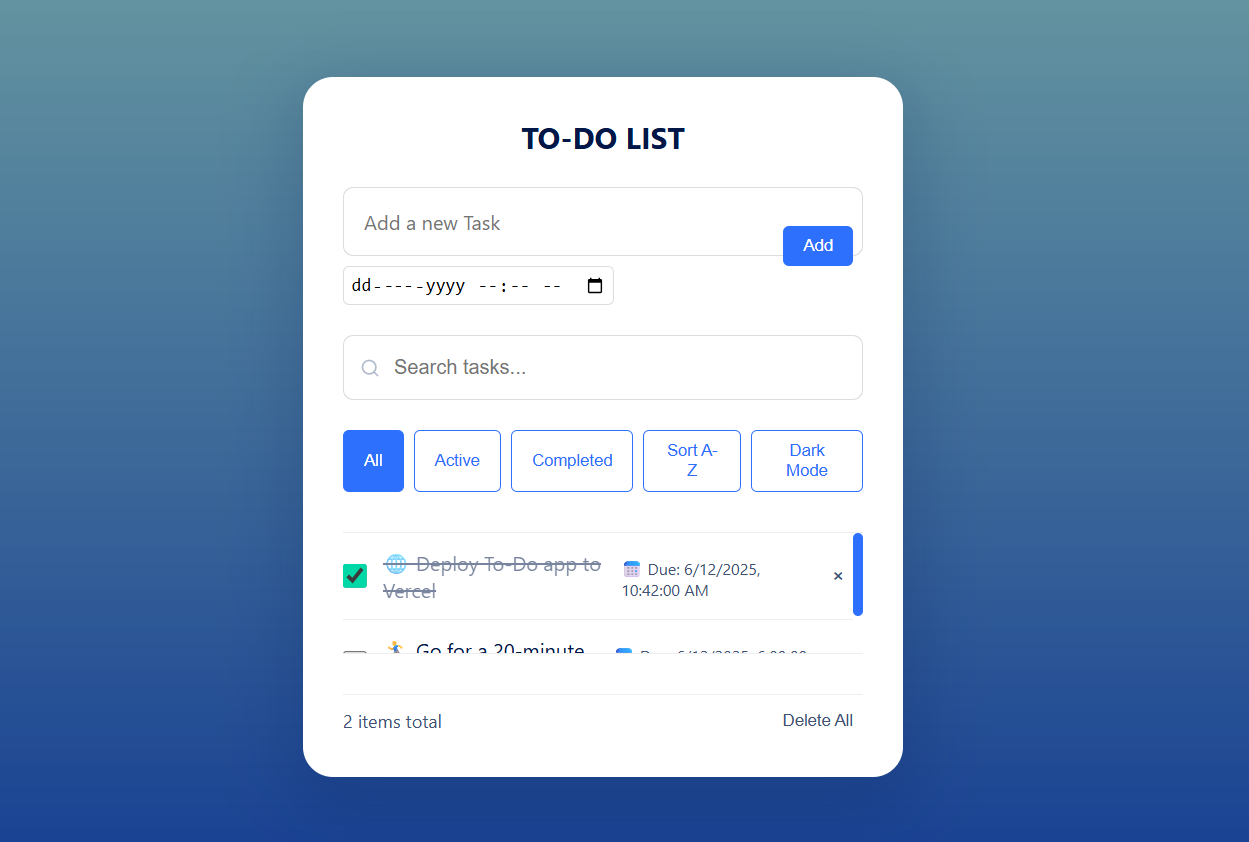 TO-DO LIST
Add a new Task
Add
dd-----yyyy --:-- --
Search tasks...
All
Active
Completed
Sort A-
Z
Dark
Mode
🌐 Deploy To-Do app to
Vercel
📅 Due: 6/12/2025,
10:42:00 AM
×
🏃 Go for a 20-minute
2 items total
Delete All